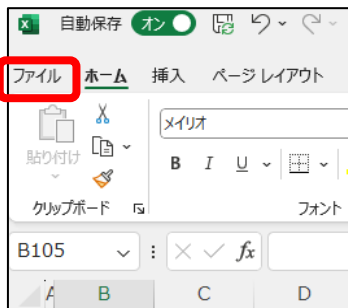 自動保存 オン
ファイル ホーム 挿入 ページ レイアウト
メイリオ
貼り付け
B I U
クリップボード フォント
B105 fx
A B C D